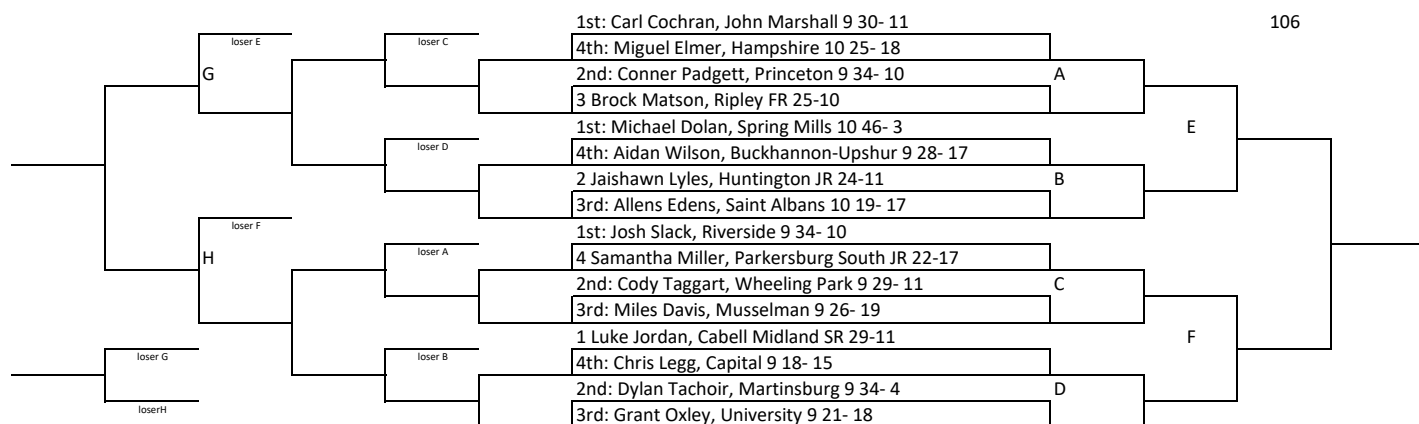 1st: Carl Cochran, John Marshall 9 30- 11
106
loser E
loser C
4th: Miguel Elmer, Hampshire 10 25- 18
G
2nd: Conner Padgett, Princeton 9 34- 10
A
3 Brock Matson, Ripley FR 25-10
1st: Michael Dolan, Spring Mills 10 46- 3
E
loser D
4th: Aidan Wilson, Buckhannon-Upshur 9 28- 17
2 Jaishawn Lyles, Huntington JR 24-11
B
3rd: Allens Edens, Saint Albans 10 19- 17
loser F
1st: Josh Slack, Riverside 9 34- 10
loser A
H
4 Samantha Miller, Parkersburg South JR 22-17
2nd: Cody Taggart, Wheeling Park 9 29- 11
C
3rd: Miles Davis, Musselman 9 26- 19
1 Luke Jordan, Cabell Midland SR 29-11
F
loser G
loser B
4th: Chris Legg, Capital 9 18- 15
2nd: Dylan Tachoir, Martinsburg 9 34- 4
D
loserH
3rd: Grant Oxley, University 9 21- 18